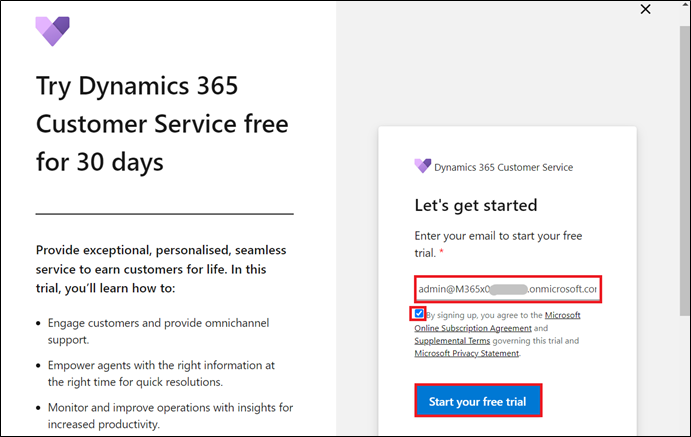 Try Dynamics 365
Customer Service free
for 30 days
Provide exceptional, personalised, seamless
service to earn customers for life. In this
trial, you'll learn how to:
• Engage customers and provide omnichannel
support.
• Empower agents with the right information at
the right time for quick resolutions.
• Monitor and improve operations with insights for
increased productivity.
Dynamics 365 Customer Service
Let's get started
Enter your email to start your free
trial. *
admin@M365x0 .onmicrosoft.com
By signing up, you agree to the Microsoft
Online Subscription Agreement and
Supplemental Terms governing this trial and
Microsoft Privacy Statement.
Start your free trial